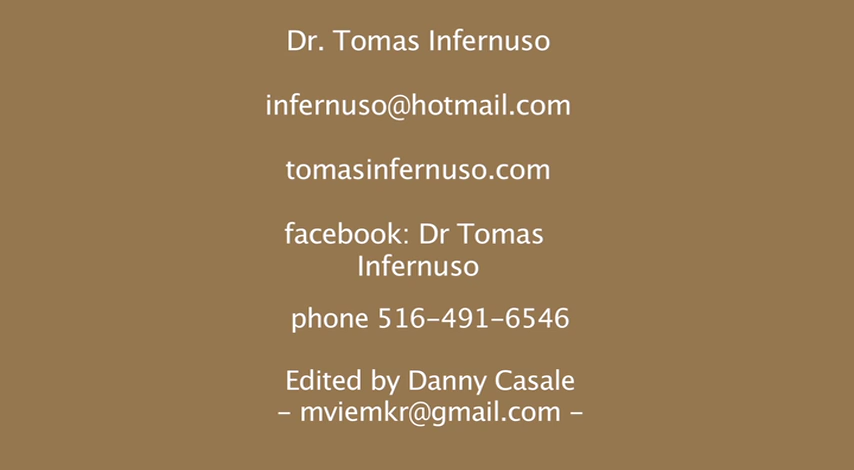 Dr. Tomas Infernuso
infernuso@hotmail.com
tomasinfernuso.com
facebook: Dr Tomas
Infernuso
phone 516-491-6546
Edited by Danny Casale
- mviemkr@gmail.com -